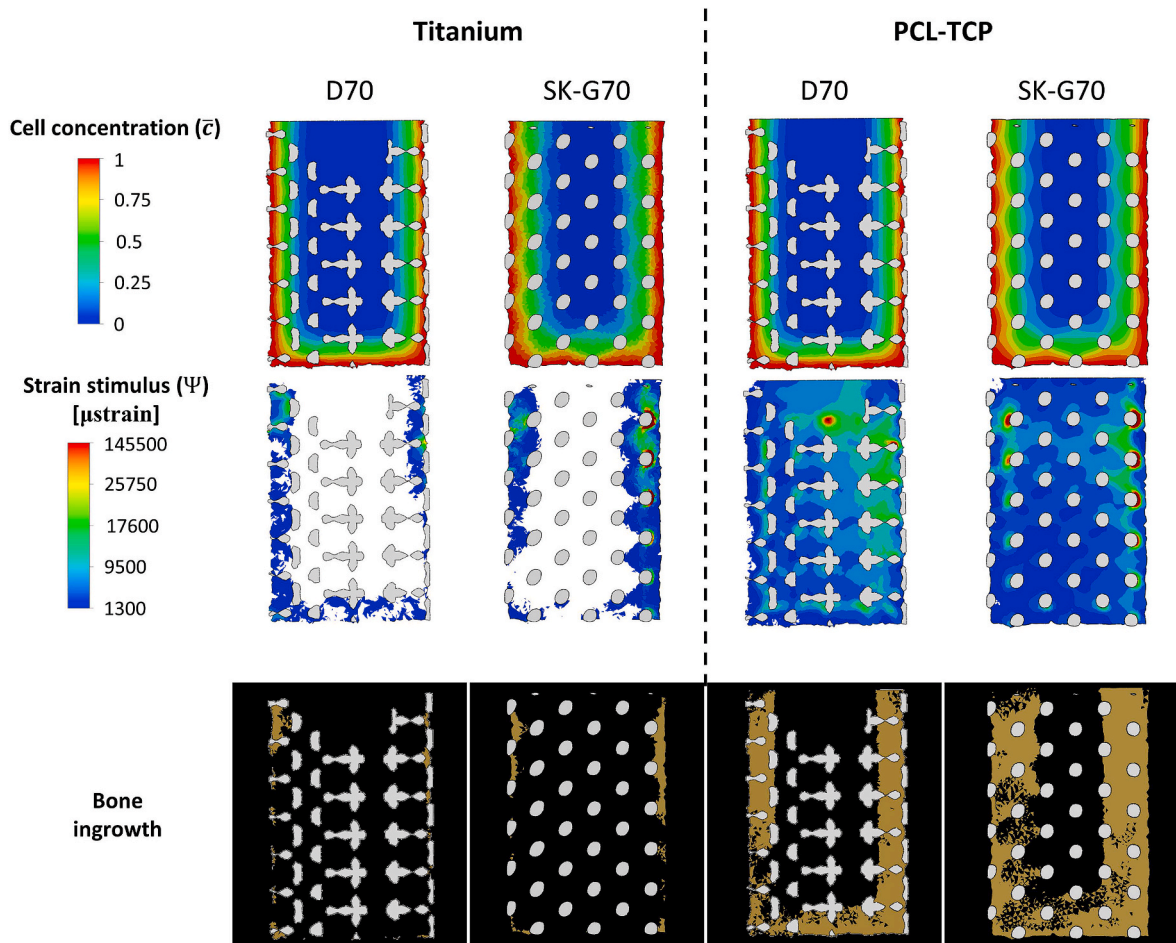 Titanium
PCL-TCP
D70
SK-G70
D70
SK-G70
Cell concentration (c̅)
1
0.75
0.5
0.25
0
Strain stimulus (Ψ)
[μstrain]
145500
25750
17600
9500
1300
Bone
ingrowth